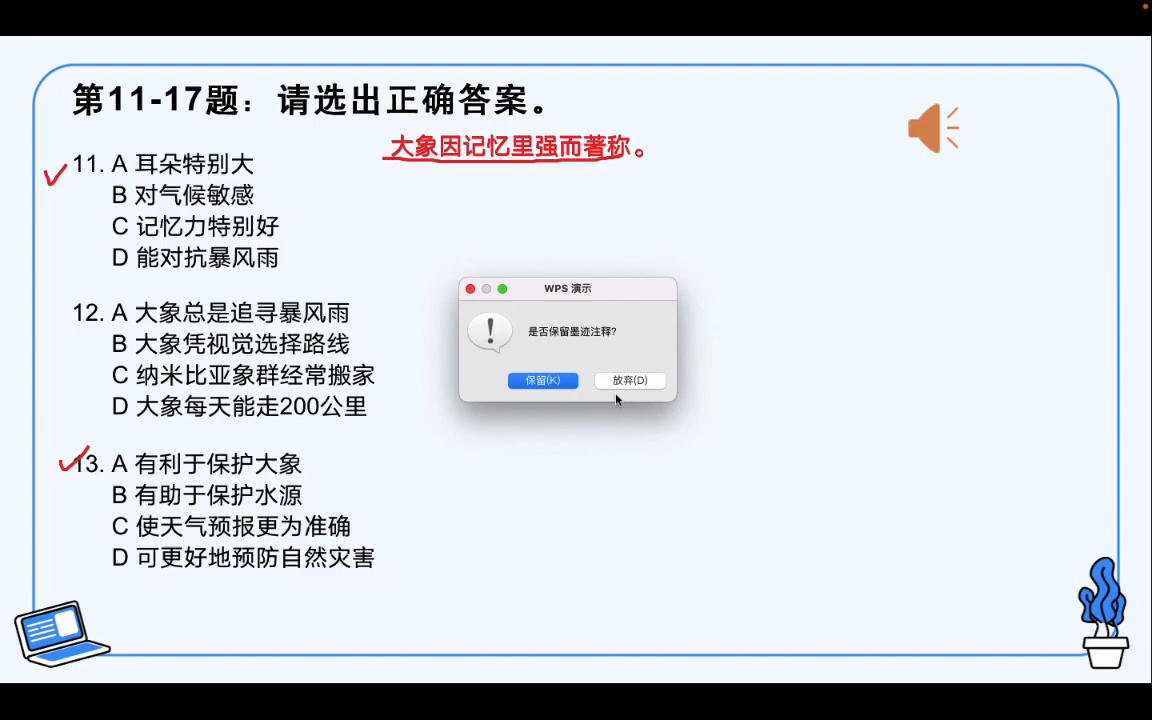 第11-17题：请选出正确答案。
大象因记忆里强而著称。
11. A 耳朵特别大
B 对气候敏感
C 记忆力特别好
D 能对抗暴风雨
WPS 演示
是否保留墨迹注释?
保留(K)
放弃(D)
12. A 大象总是追寻暴风雨
B 大象凭视觉选择路线
C 纳米比亚象群经常搬家
D 大象每天能走200公里
13. A 有利于保护大象
B 有助于保护水源
C 使天气预报更为准确
D 可更好地预防自然灾害